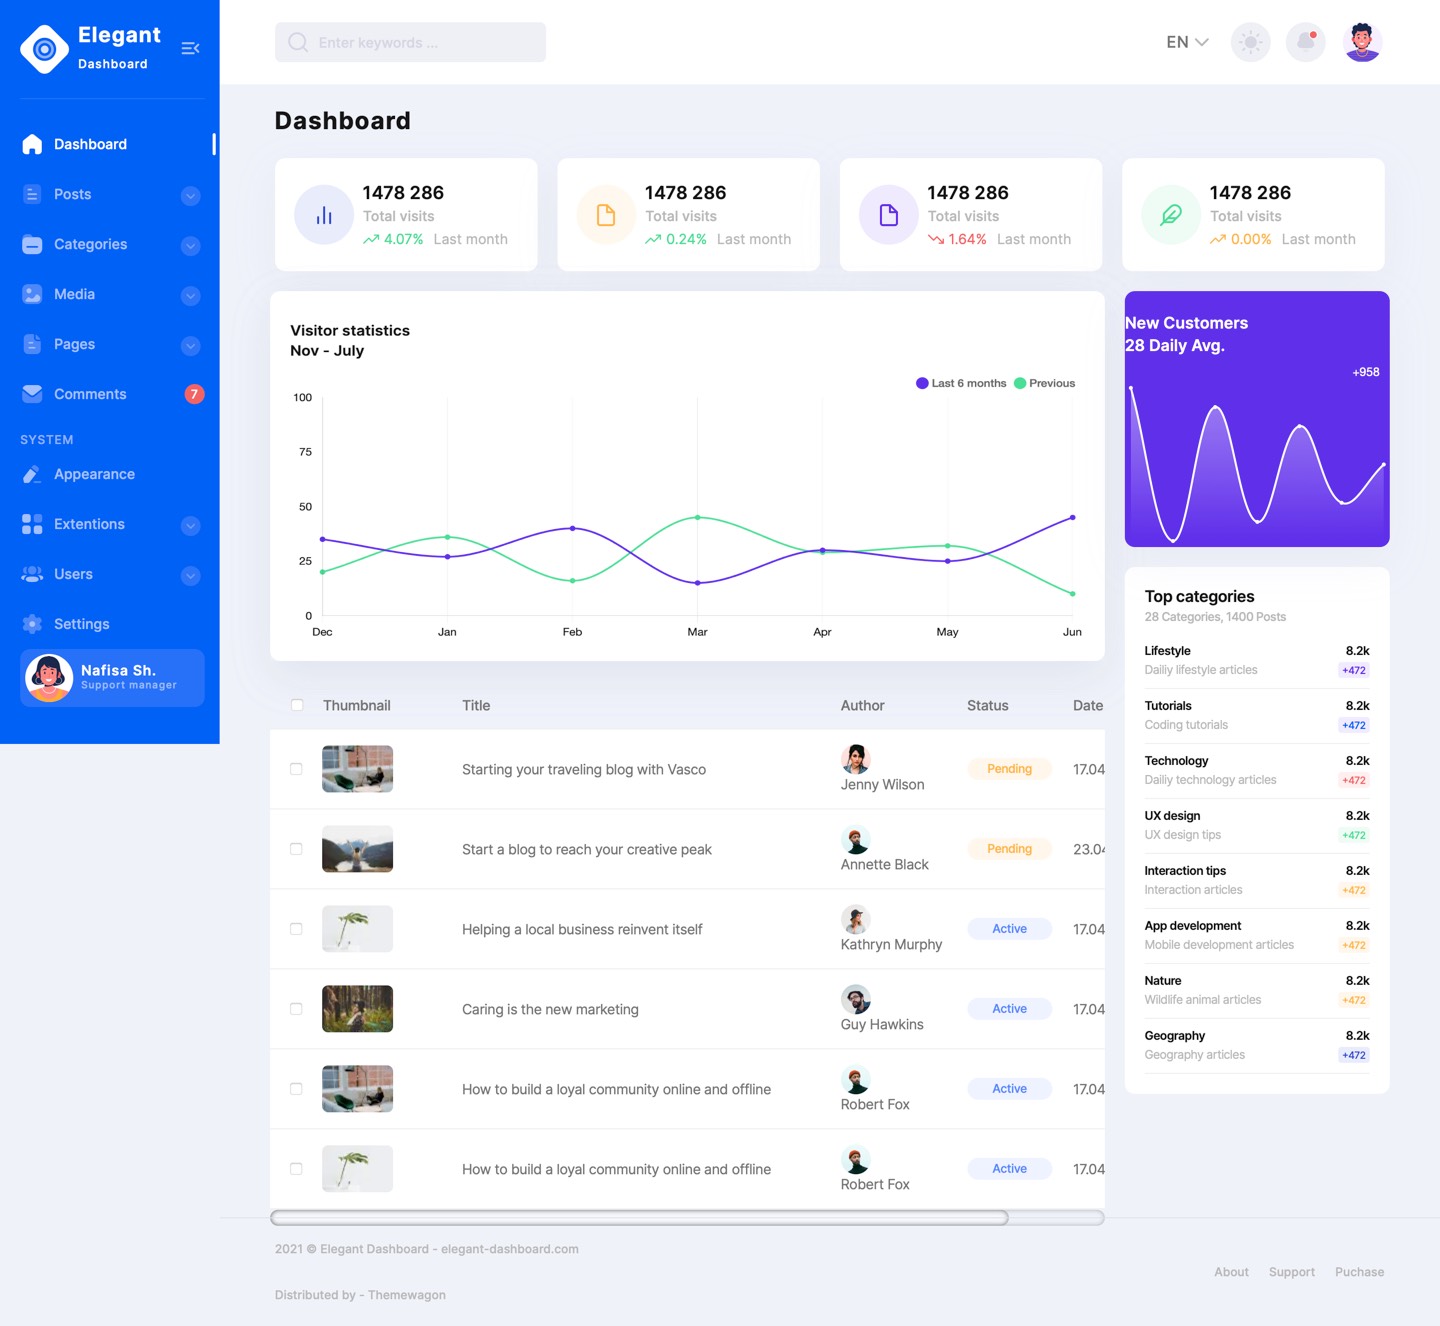 Elegant
Dashboard
Dashboard
Posts
Categories
Media
Pages
Comments
7
SYSTEM
Appearance
Extentions
Users
Settings
Nafisa Sh.
Support manager
Enter keywords ...
EN
Dashboard
1478 286
Total visits
4.07% Last month
1478 286
Total visits
0.24% Last month
1478 286
Total visits
1.64% Last month
1478 286
Total visits
0.00% Last month
Visitor statistics
Nov - July
Last 6 months Previous
100
75
50
25
0
Dec Jan Feb Mar Apr May Jun
New Customers
28 Daily Avg.
+958
Thumbnail Title Author Status Date
Starting your traveling blog with Vasco Jenny Wilson Pending 17.04
Start a blog to reach your creative peak Annette Black Pending 23.04
Helping a local business reinvent itself Kathryn Murphy Active 17.04
Caring is the new marketing Guy Hawkins Active 17.04
How to build a loyal community online and offline Robert Fox Active 17.04
How to build a loyal community online and offline Robert Fox Active 17.04
Top categories
28 Categories, 1400 Posts
Lifestyle 8.2k
Dailiy lifestyle articles +472
Tutorials 8.2k
Coding tutorials +472
Technology 8.2k
Dailiy technology articles +472
UX design 8.2k
UX design tips +472
Interaction tips 8.2k
Interaction articles +472
App development 8.2k
Mobile development articles +472
Nature 8.2k
Wildlife animal articles +472
Geography 8.2k
Geography articles +472
2021 © Elegant Dashboard - elegant-dashboard.com
Distributed by - Themewagon
About Support Puchase